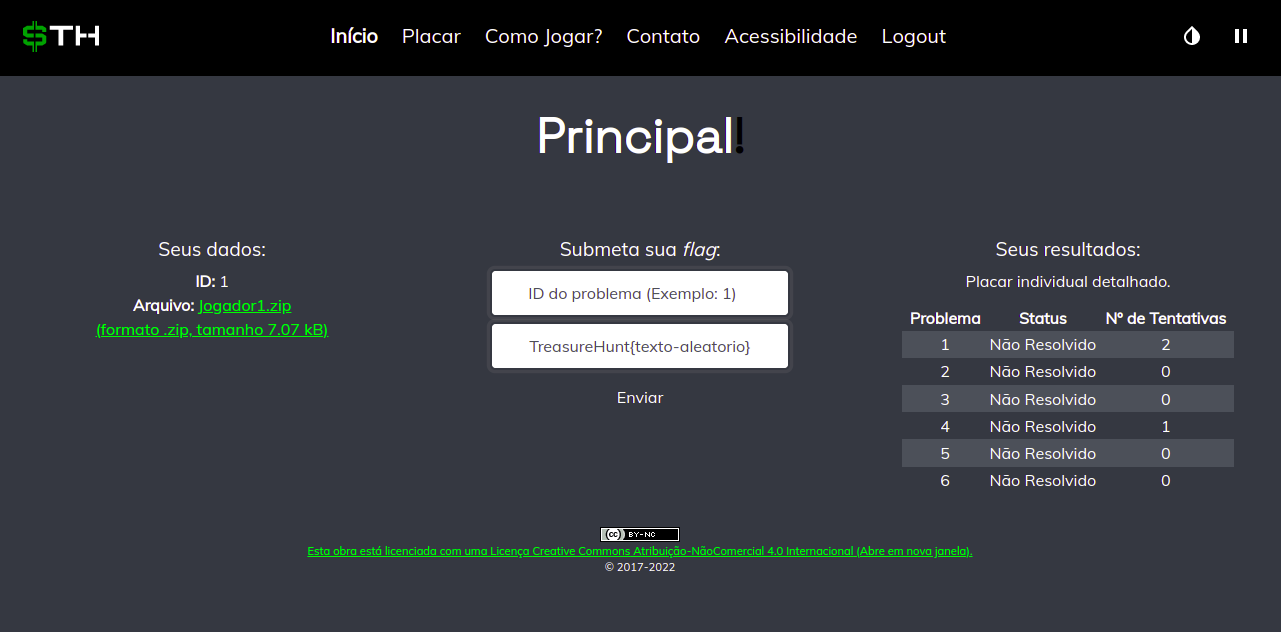 $TH
Início Placar Como Jogar? Contato Acessibilidade Logout
Principal!
Seus dados:
ID: 1
Arquivo: Jogador1.zip
(formato .zip, tamanho 7.07 kB)
Submeta sua flag:
ID do problema (Exemplo: 1)
TreasureHunt{texto-aleatorio}
Enviar
Seus resultados:
Placar individual detalhado.
Problema Status Nº de Tentativas
1 Não Resolvido 2
2 Não Resolvido 0
3 Não Resolvido 0
4 Não Resolvido 1
5 Não Resolvido 0
6 Não Resolvido 0
(cc) BY-NC
Esta obra está licenciada com uma Licença Creative Commons Atribuição-NãoComercial 4.0 Internacional (Abre em nova janela).
© 2017-2022